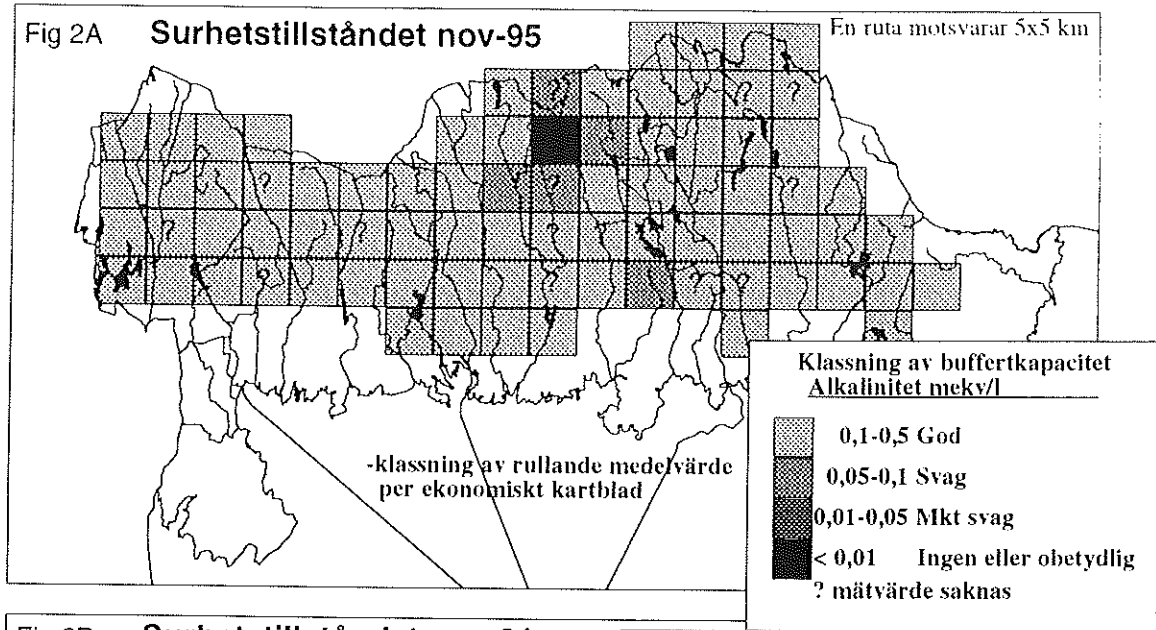 Fig 2A Surhetstillståndet nov-95
En ruta motsvarar 5x5 km
??
? ?
?
? ? ?
? ?
? ? ? ?
-klassning av rullande medelvärde
per ekonomiskt kartblad
Klassning av buffertkapacitet
Alkalinitet mekv/l
0,1-0,5 God
0,05-0,1 Svag
0,01-0,05 Mkt svag
< 0,01 Ingen eller obetydlig
? mätvärde saknas